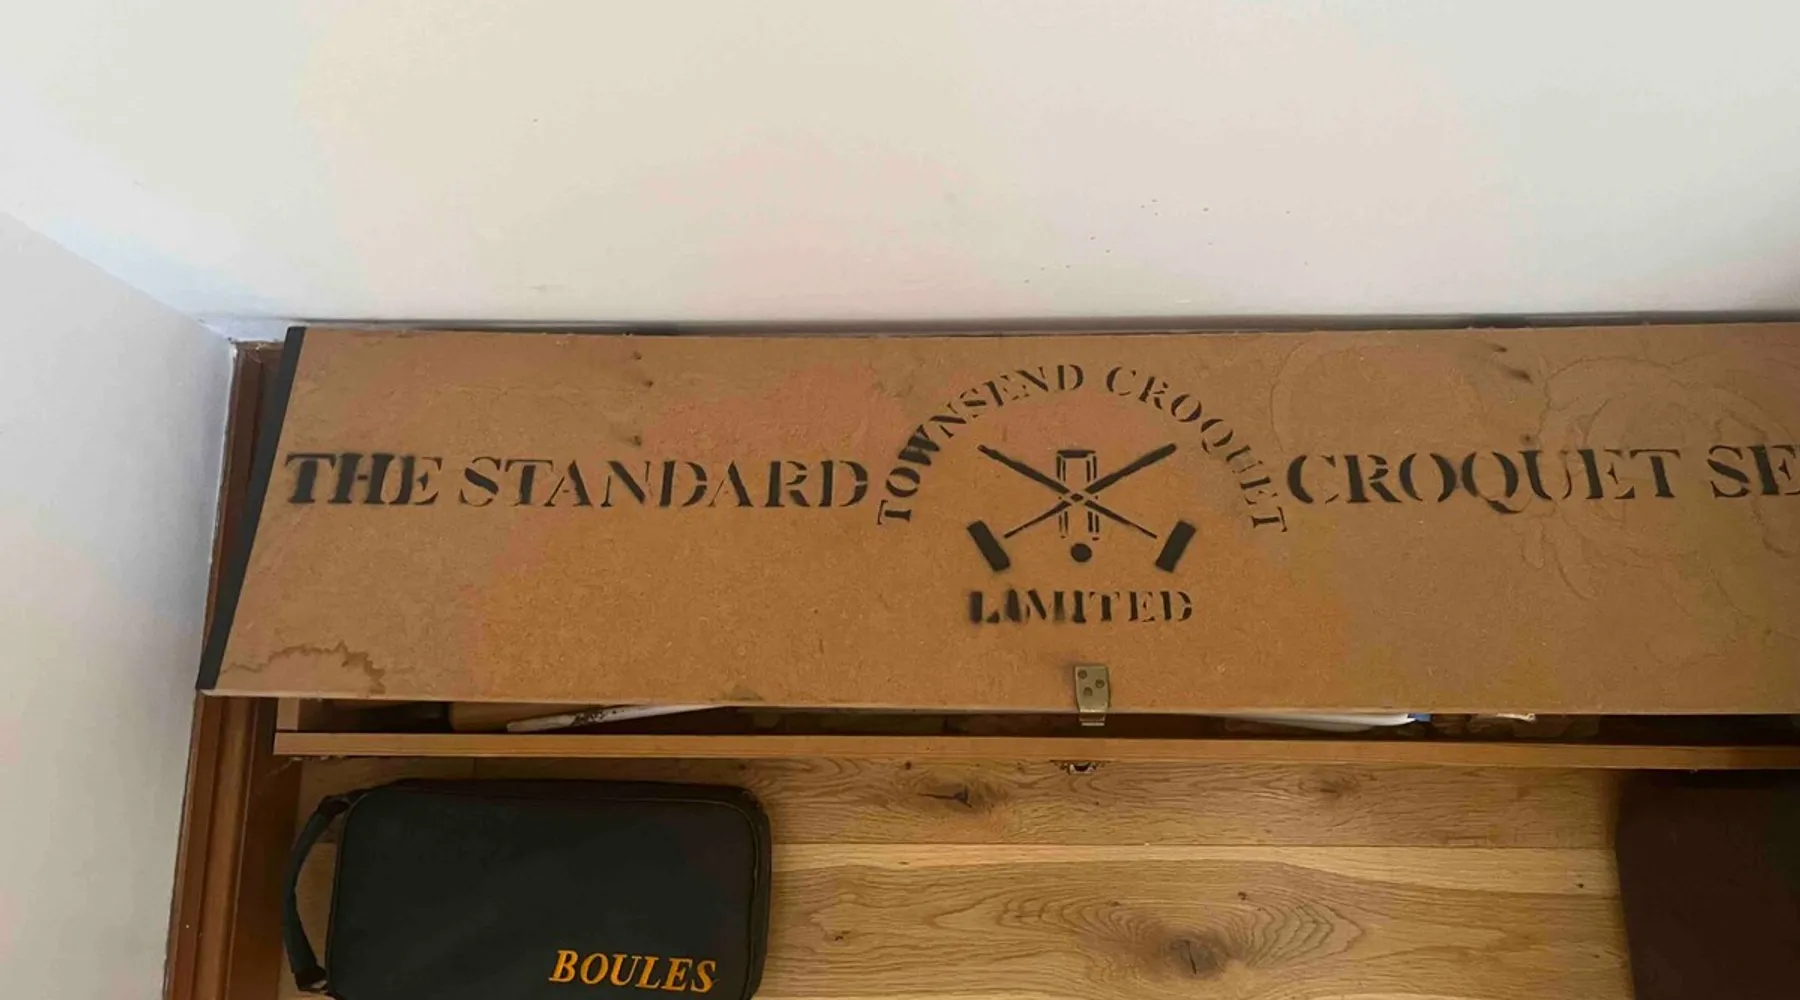 THE STANDARD
TOWNSEND CROQUET
LIMITED
CROQUET SE
BOULES